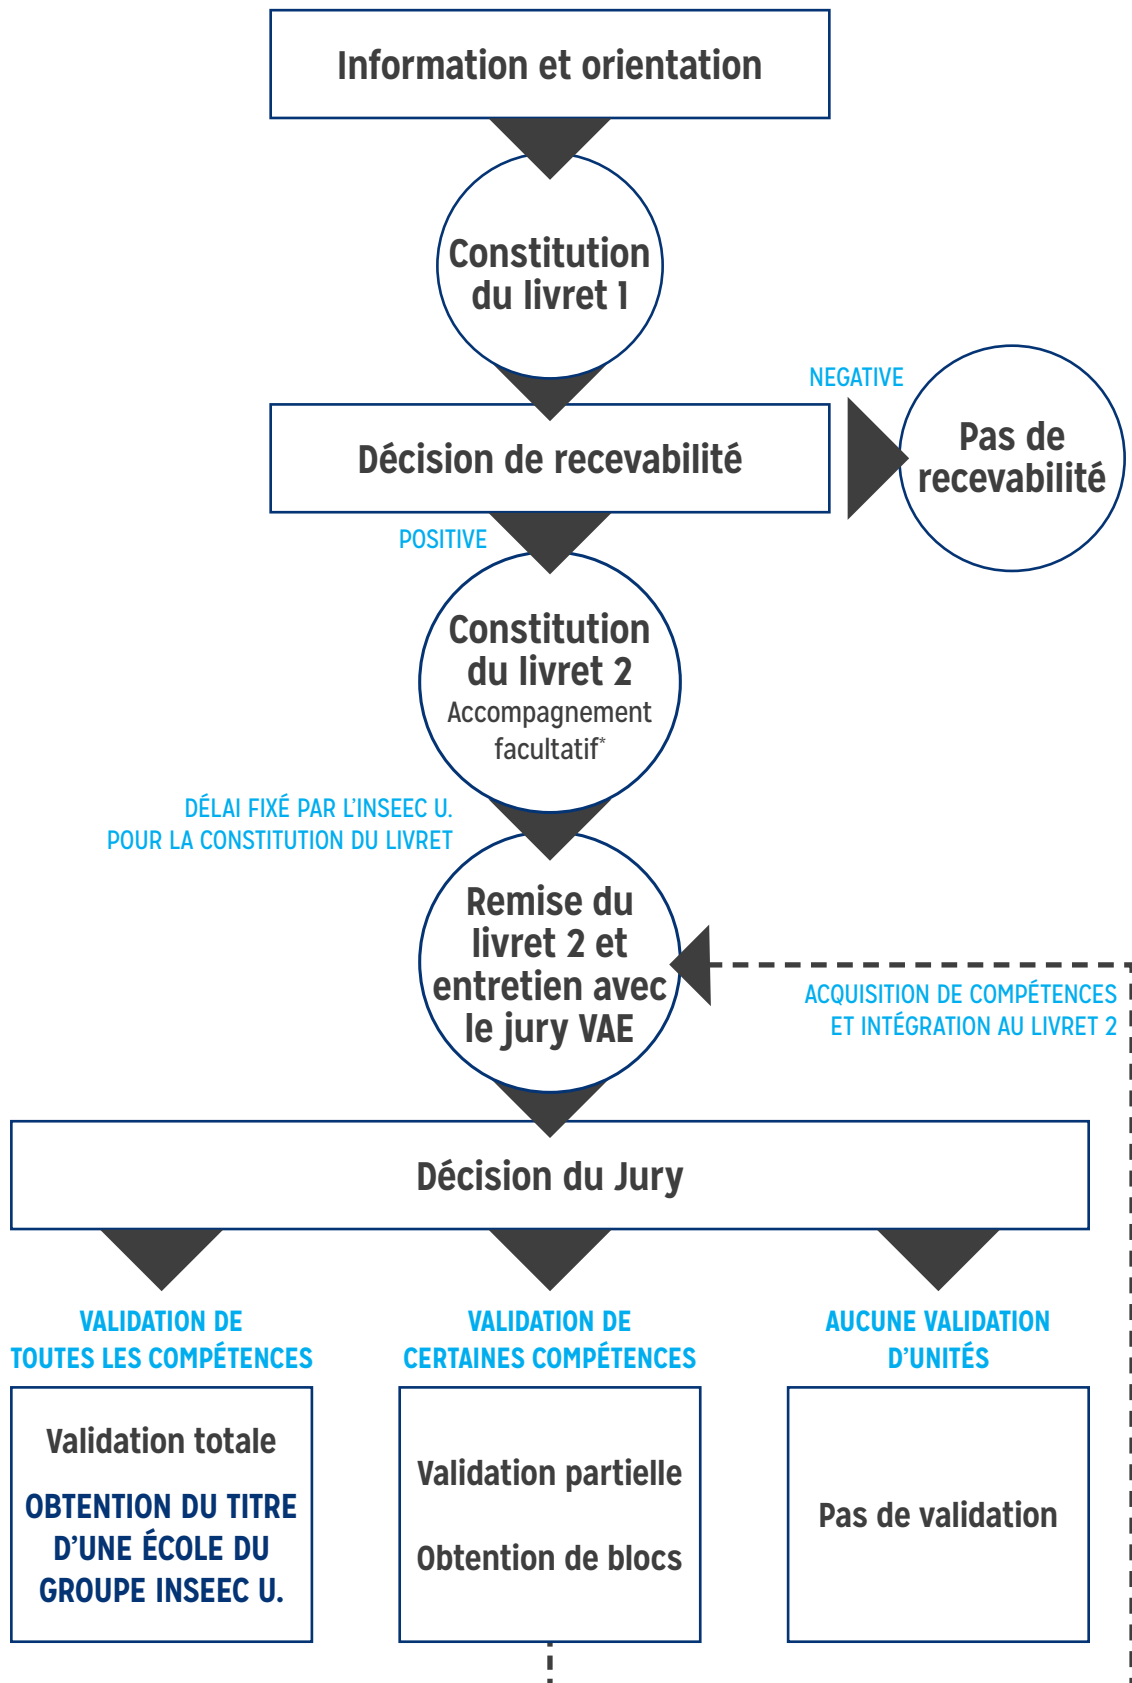 Information et orientation
Constitution
du livret 1
NEGATIVE
Pas de
recevabilité
Décision de recevabilité
POSITIVE
Constitution
du livret 2
Accompagnement
facultatif*
DÉLAI FIXÉ PAR L'INSEEC U.
POUR LA CONSTITUTION DU LIVRET
Remise du
livret 2 et
entretien avec
le jury VAE
ACQUISITION DE COMPÉTENCES
ET INTÉGRATION AU LIVRET 2
Décision du Jury
VALIDATION DE
TOUTES LES COMPÉTENCES
Validation totale
OBTENTION DU TITRE
D'UNE ÉCOLE DU
GROUPE INSEEC U.
VALIDATION DE
CERTAINES COMPÉTENCES
Validation partielle
Obtention de blocs
AUCUNE VALIDATION
D'UNITÉS
Pas de validation